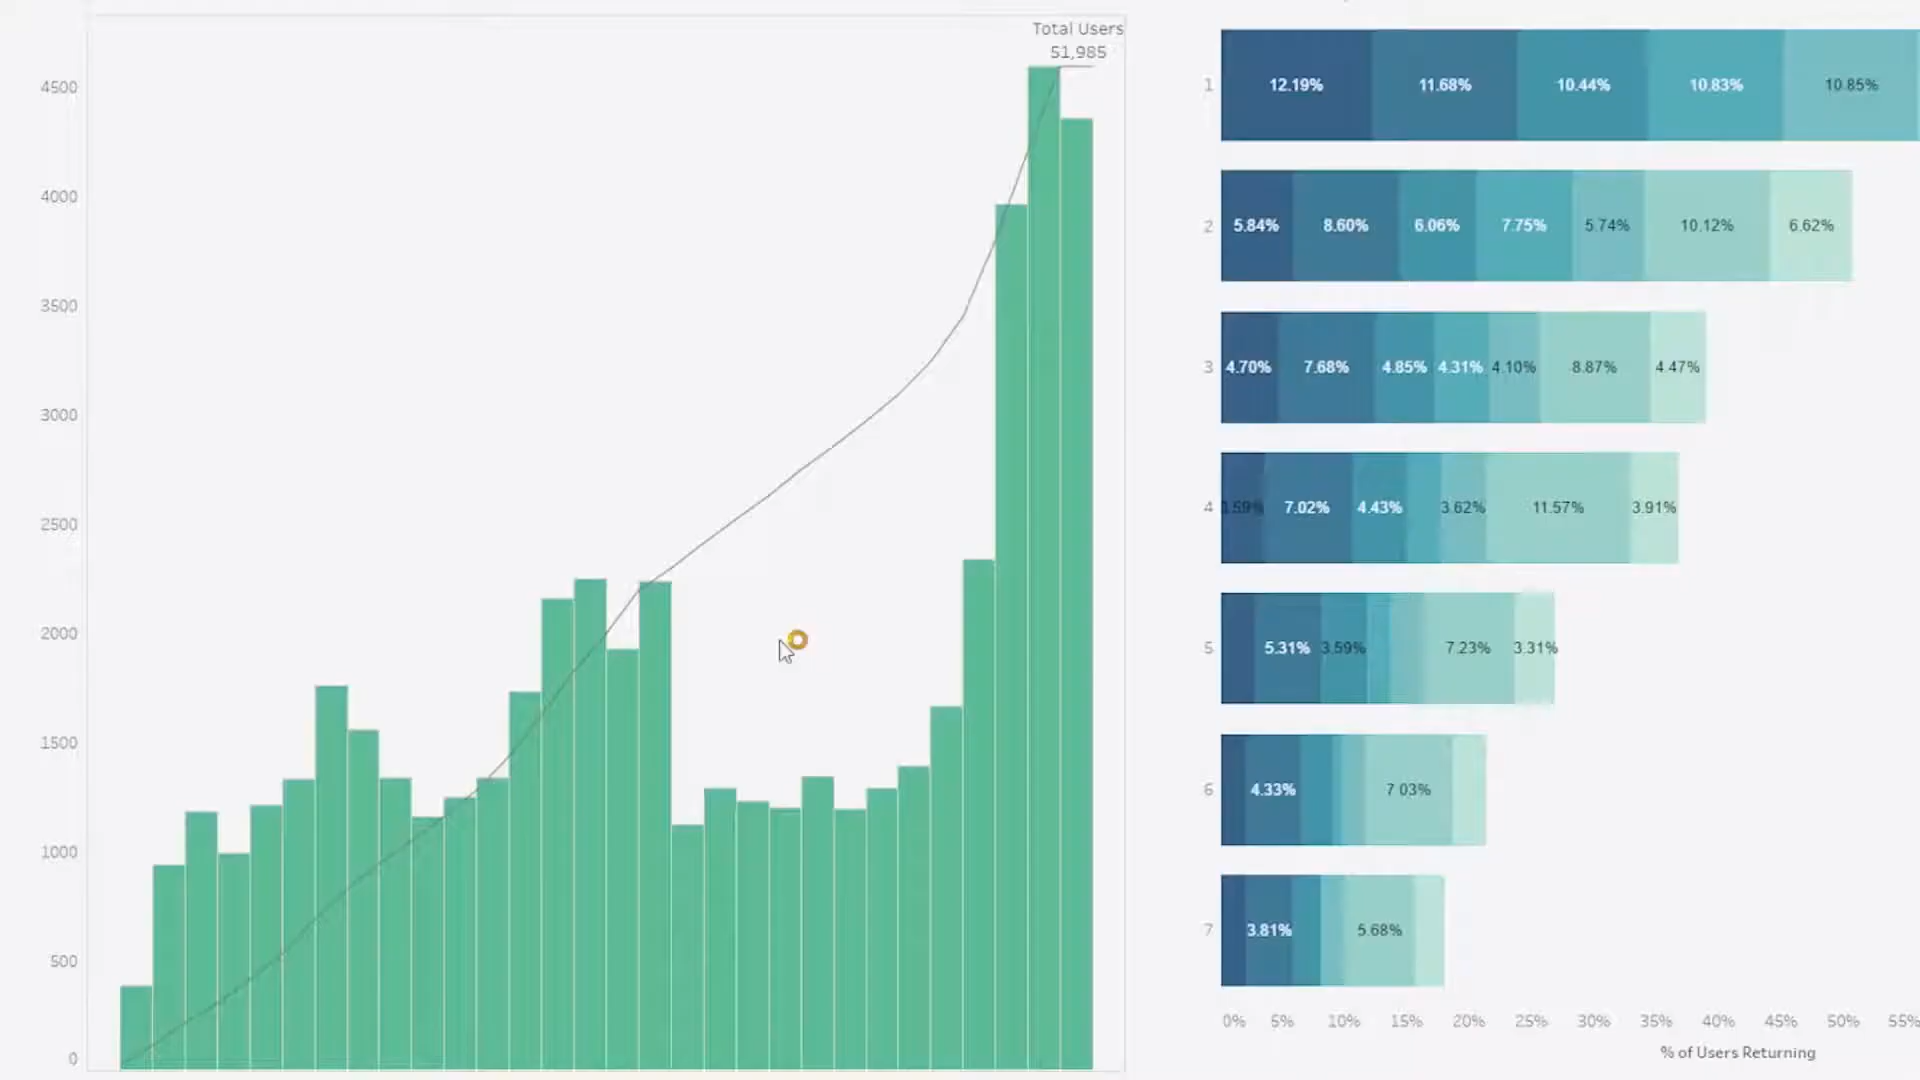 Total Users
51,985
4500
4000
3500
3000
2500
2000
1500
1000
500
0
1 12.19% 11.68% 10.44% 10.83% 10.85%
2 5.84% 8.60% 6.06% 7.75% 5.74% 10.12% 6.62%
3 4.70% 7.68% 4.85% 4.31% 4.10% 8.87% 4.47%
4 3.59% 7.02% 4.43% 3.62% 11.57% 3.91%
5 5.31% 3.59% 7.23% 3.31%
6 4.33% 7.03%
7 3.81% 5.68%
0% 5% 10% 15% 20% 25% 30% 35% 40% 45% 50% 55%
% of Users Returning